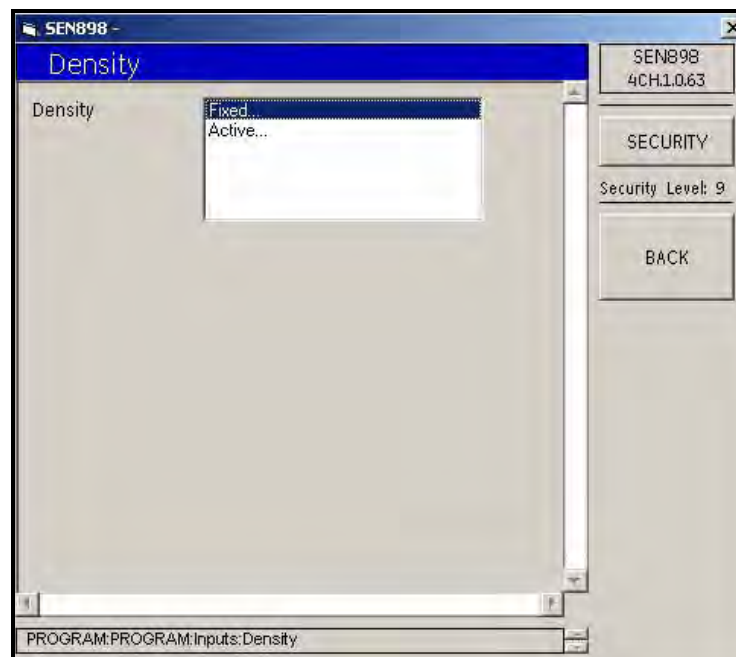 SEN898 -
Density
Density
Fixed...
Active...
SEN898
4CH.1.0.63
SECURITY
Security Level: 9
BACK
PROGRAM:PROGRAM:Inputs:Density